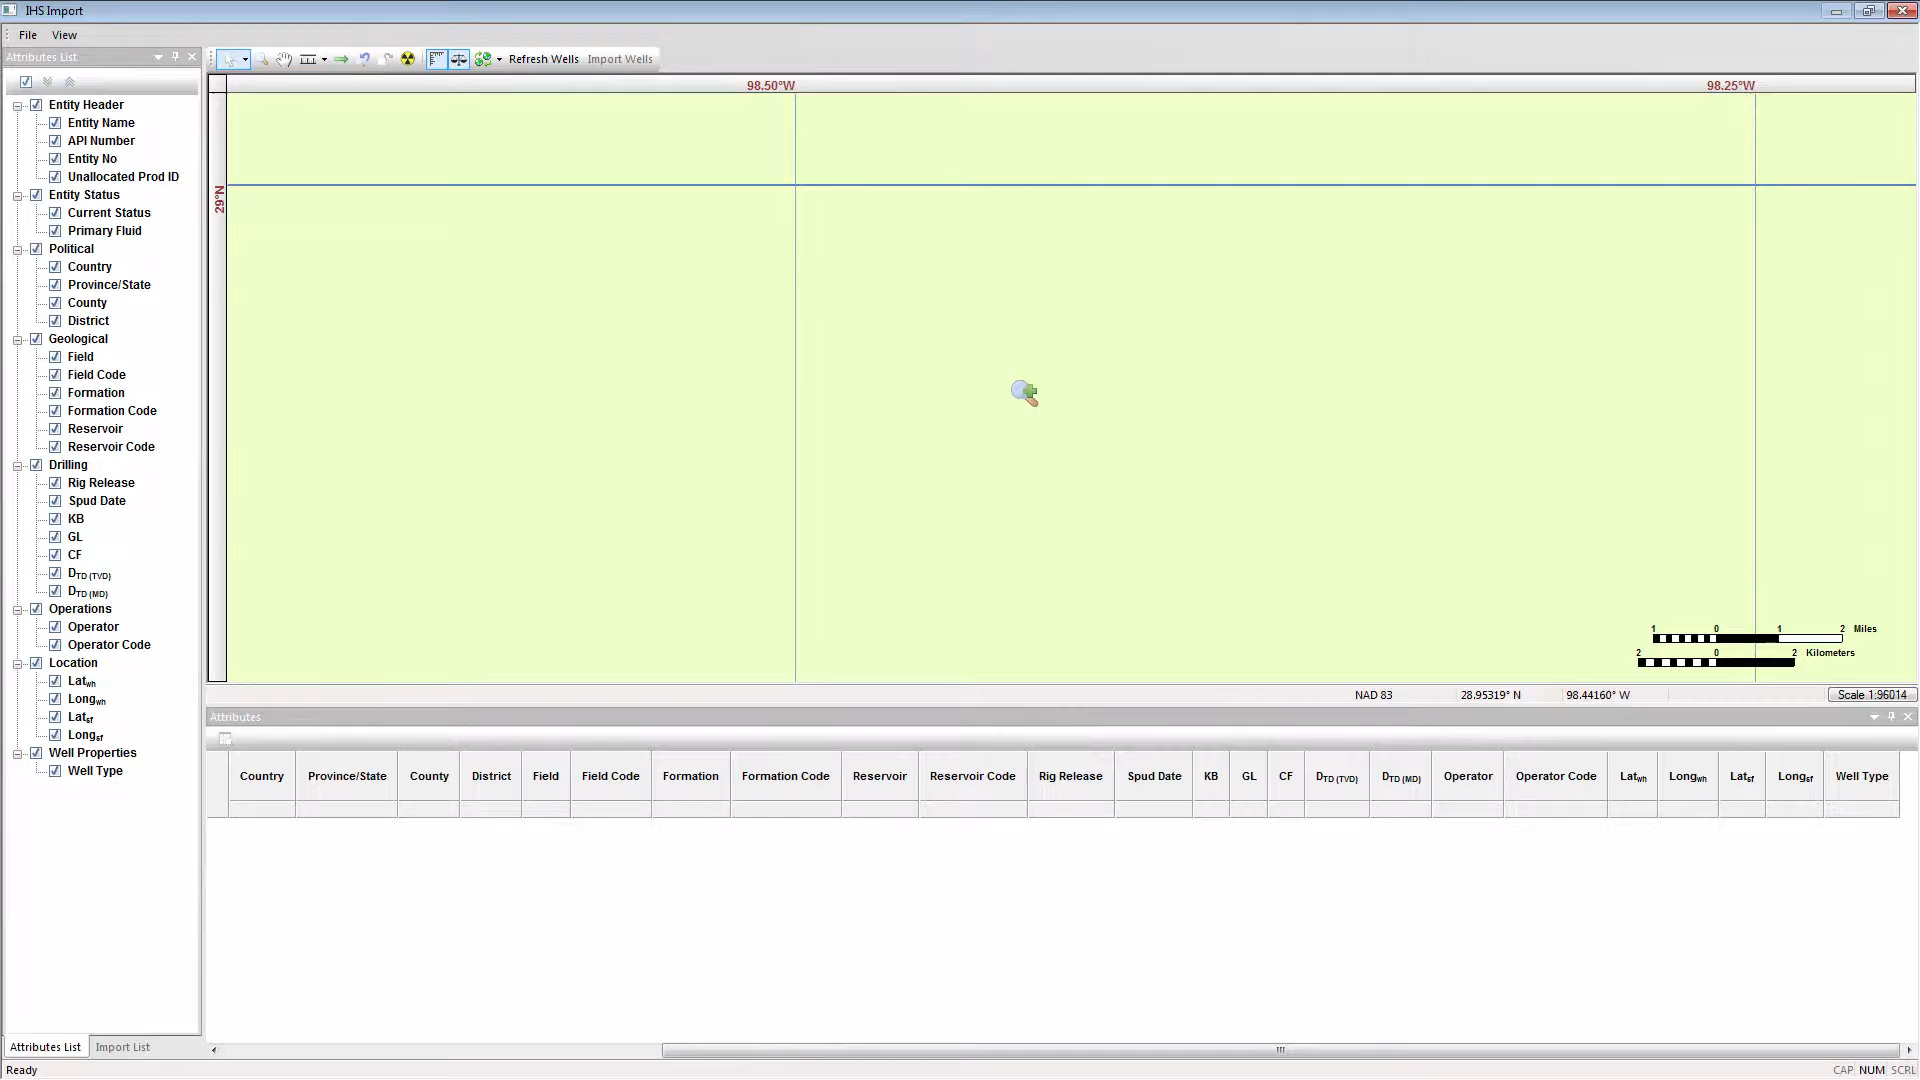 IHS Import
File View
Attributes List
Refresh Wells Import Wells
Entity Header
Entity Name
API Number
Entity No
Unallocated Prod ID
Entity Status
Current Status
Primary Fluid
Political
Country
Province/State
County
District
Geological
Field
Field Code
Formation
Formation Code
Reservoir
Reservoir Code
Drilling
Rig Release
Spud Date
KB
GL
CF
DTD (TVD)
DTD (MD)
Operations
Operator
Operator Code
Location
Latwh
Longwh
Latsf
Longsf
Well Properties
Well Type
Attributes List Import List
98.50°W 98.25°W
29°N
1 0 1 2 Miles
2 0 2 Kilometers
NAD 83 28.95319° N 98.44160° W Scale 1:96014
Attributes
Country Province/State County District Field Field Code Formation Formation Code Reservoir Reservoir Code Rig Release Spud Date KB GL CF DTD (TVD) DTD (MD) Operator Operator Code Latwh Longwh Latsf Longsf Well Type
Ready CAP NUM SCRL